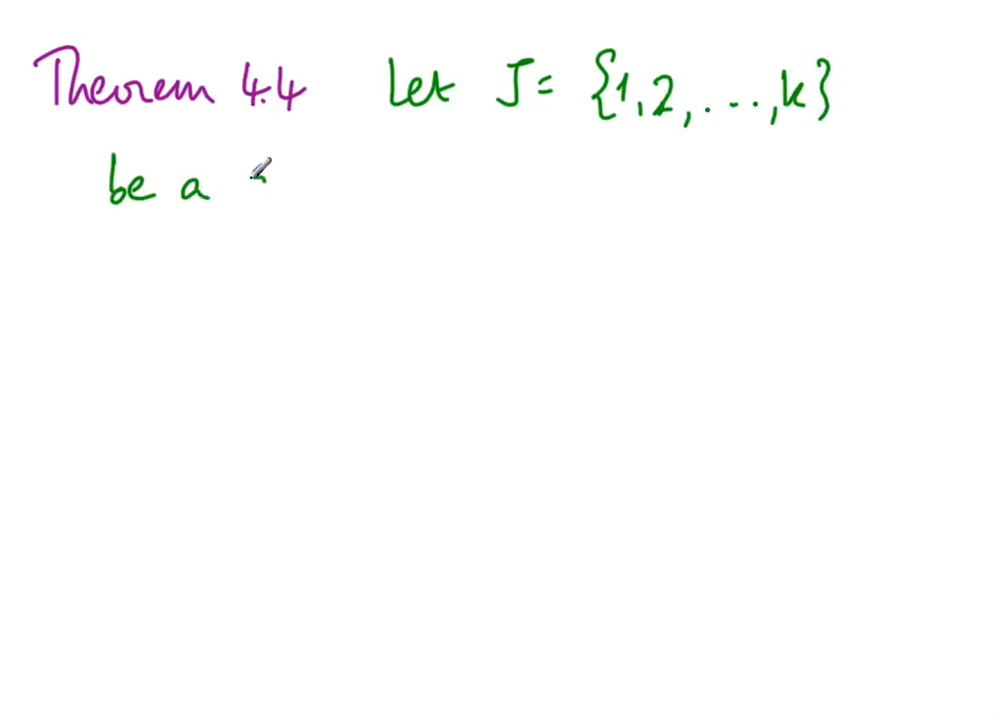 Theorem 4.4 Let J = {1, 2, ..., k}
be a